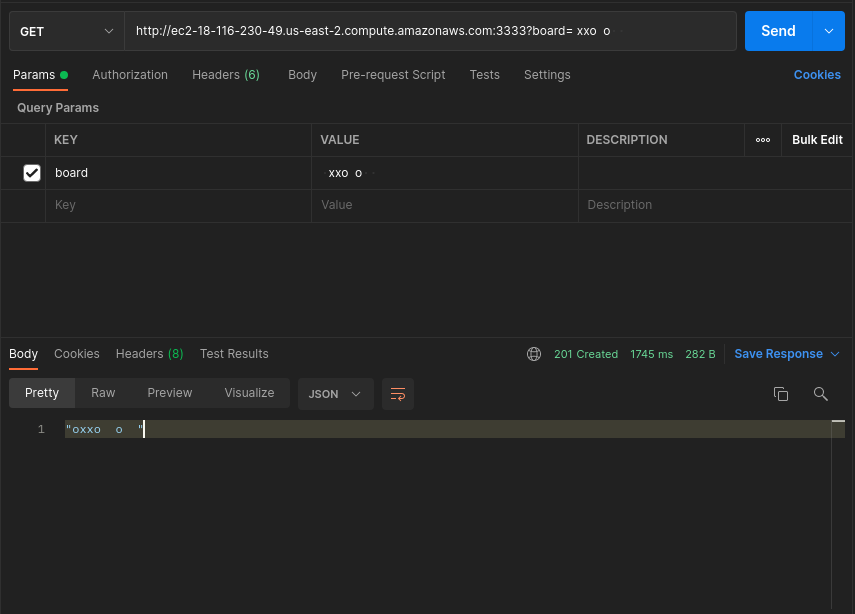 GET http://ec2-18-116-230-49.us-east-2.compute.amazonaws.com:3333?board= xxo  o Send
Params Authorization Headers (6) Body Pre-request Script Tests Settings Cookies
Query Params
KEY VALUE DESCRIPTION Bulk Edit
board xxo  o
Key Value Description
Body Cookies Headers (8) Test Results 201 Created 1745 ms 282 B Save Response
Pretty Raw Preview Visualize JSON
1 "oxxo  o  "